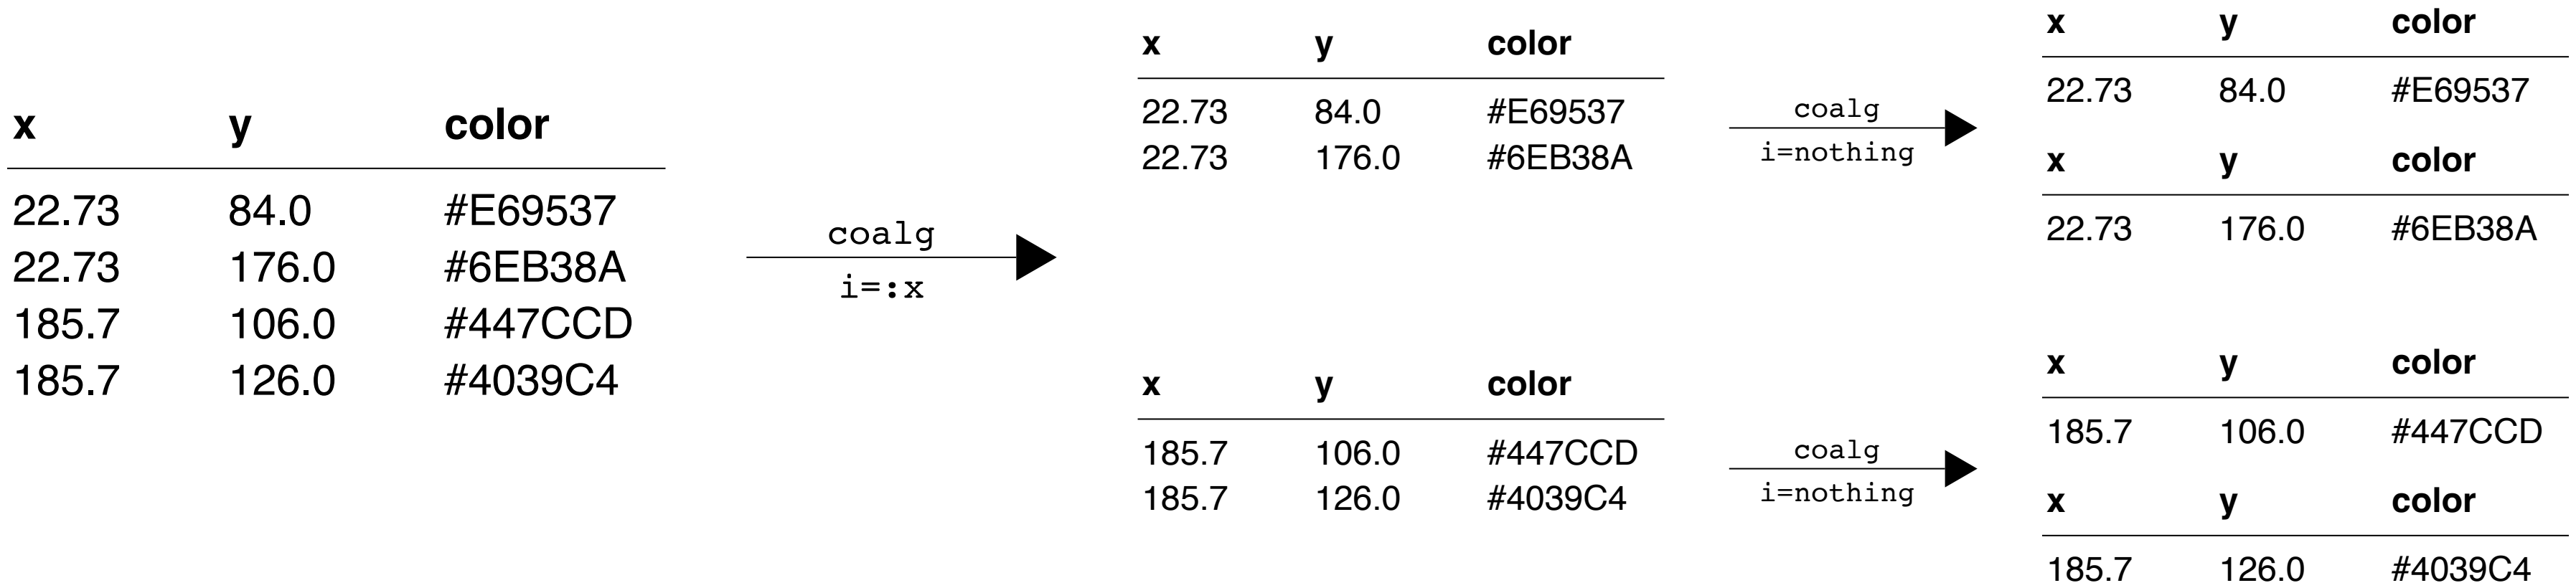 x y color
22.73 84.0 #E69537
22.73 176.0 #6EB38A
185.7 106.0 #447CCD
185.7 126.0 #4039C4
coalg
i=:x
x y color
22.73 84.0 #E69537
22.73 176.0 #6EB38A
coalg
i=nothing
x y color
22.73 84.0 #E69537
x y color
22.73 176.0 #6EB38A
x y color
185.7 106.0 #447CCD
185.7 126.0 #4039C4
coalg
i=nothing
x y color
185.7 106.0 #447CCD
x y color
185.7 126.0 #4039C4